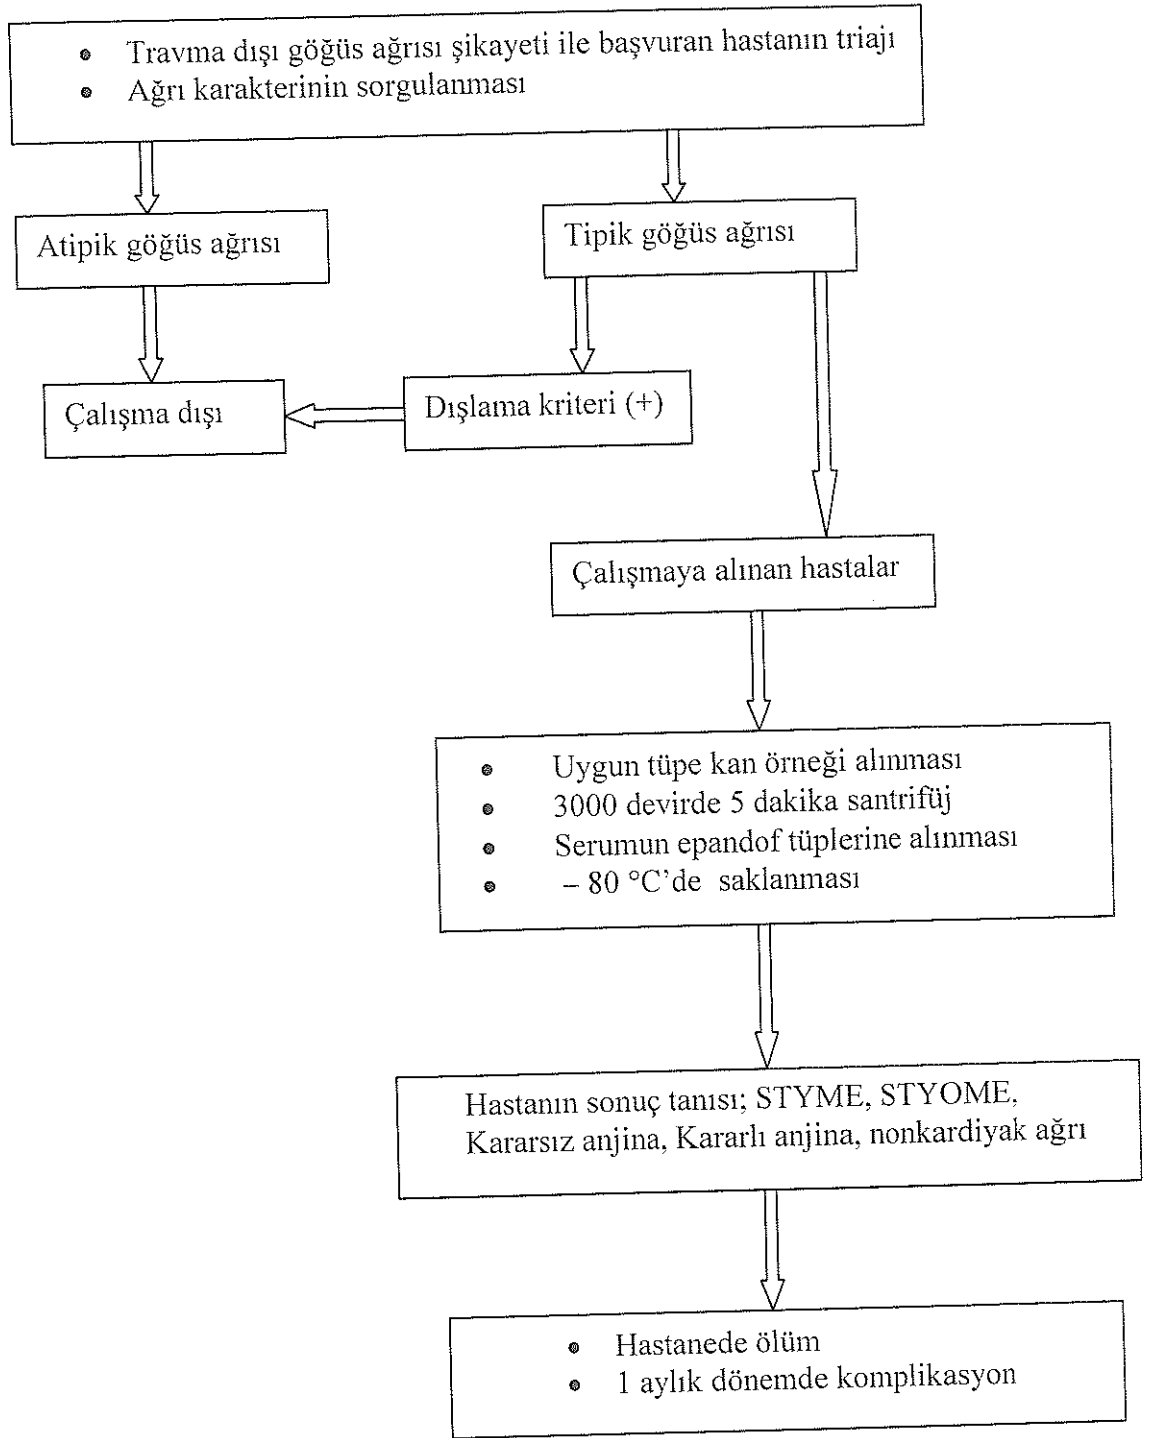 • Travma dışı göğüs ağrısı şikayeti ile başvuran hastanın triajı
• Ağrı karakterinin sorgulanması
Atipik göğüs ağrısı
Tipik göğüs ağrısı
Çalışma dışı
Dışlama kriteri (+)
Çalışmaya alınan hastalar
• Uygun tüpe kan örneği alınması
• 3000 devirde 5 dakika santrifüj
• Serumun epandof tüplerine alınması
• – 80 °C’de saklanması
Hastanın sonuç tanısı; STYME, STYOME,
Kararsız anjina, Kararlı anjina, nonkardiyak ağrı
• Hastanede ölüm
• 1 aylık dönemde komplikasyon